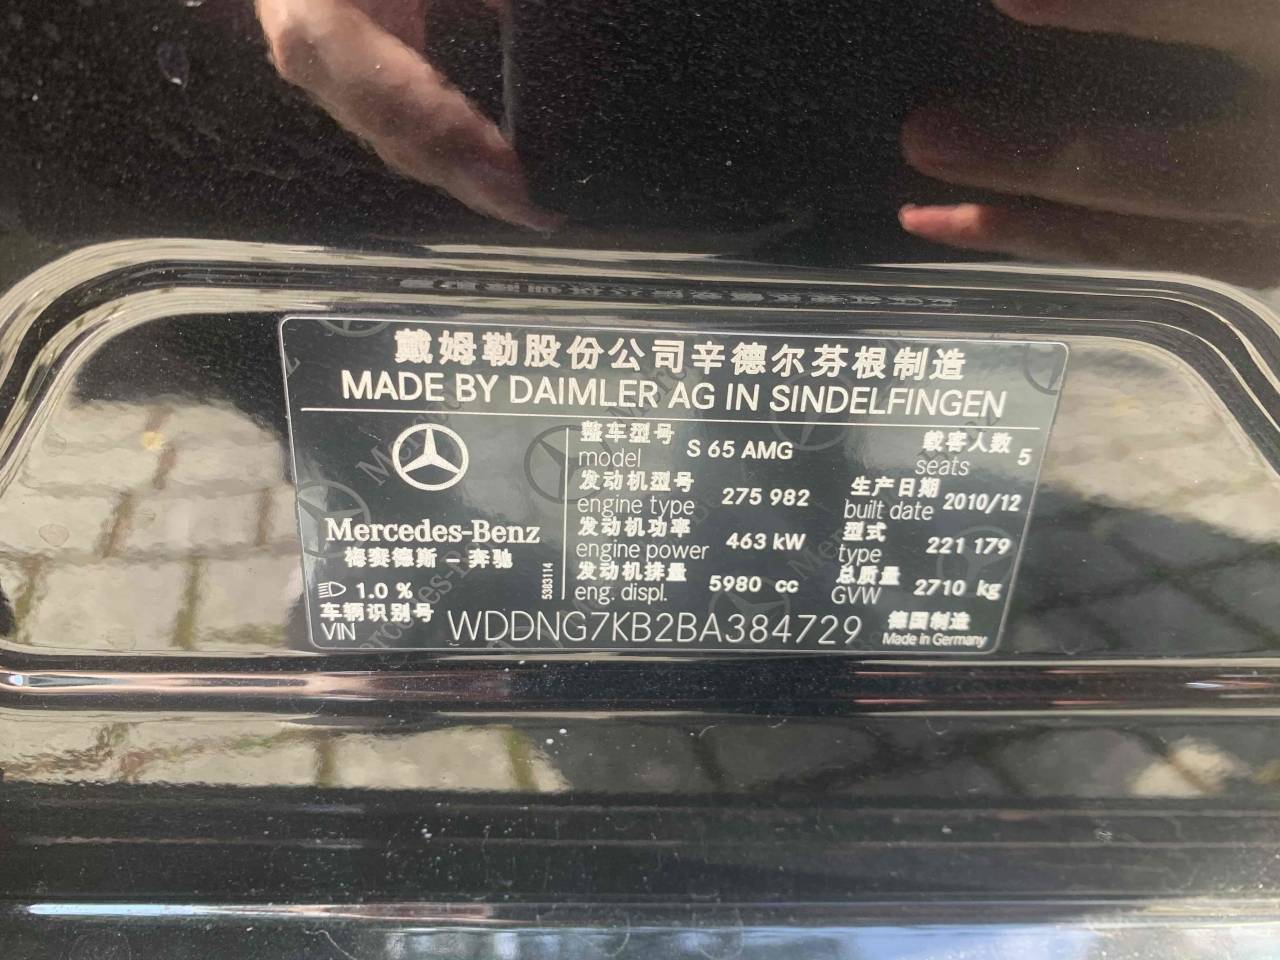 戴姆勒股份公司辛德尔芬根制造
MADE BY DAIMLER AG IN SINDELFINGEN
Mercedes-Benz
梅赛德斯 - 奔驰
1.0 %
5383114
整车型号 S 65 AMG 载客人数 5
model seats
发动机型号 275 982 生产日期 2010/12
engine type built date
发动机功率 463 kW 型式 221 179
engine power type
发动机排量 5980 cc 总质量 2710 kg
eng. displ. GVW
车辆识别号 WDDNG7KB2BA384729 德国制造
VIN Made in Germany